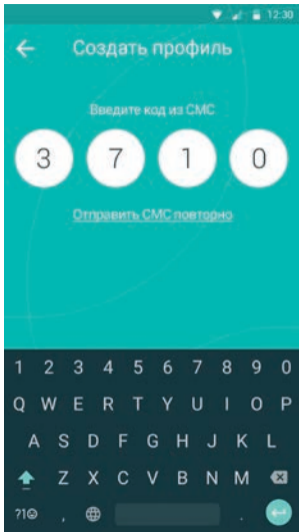 12:30
Создать профиль
Введите код из СМС
3 7 1 0
Отправить СМС повторно
1 2 3 4 5 6 7 8 9 0
Q W E R T Y U I O P
A S D F G H J K L
Z X C V B N M
?1☺ , .